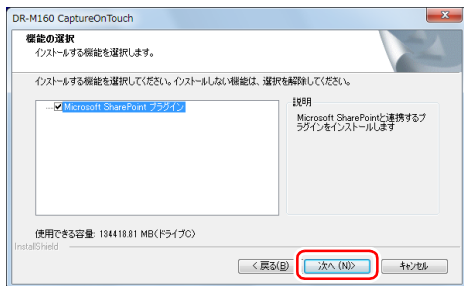 DR-M160 CaptureOnTouch
機能の選択
インストールする機能を選択します。
インストールする機能を選択してください。インストールしない機能は、選択を解除してください。
Microsoft SharePoint プラグイン
説明
Microsoft SharePointと連携するプ
ラグインをインストールします
使用できる容量: 134418.81 MB(ドライブC)
InstallShield
< 戻る(B)
次へ (N)>
キャンセル